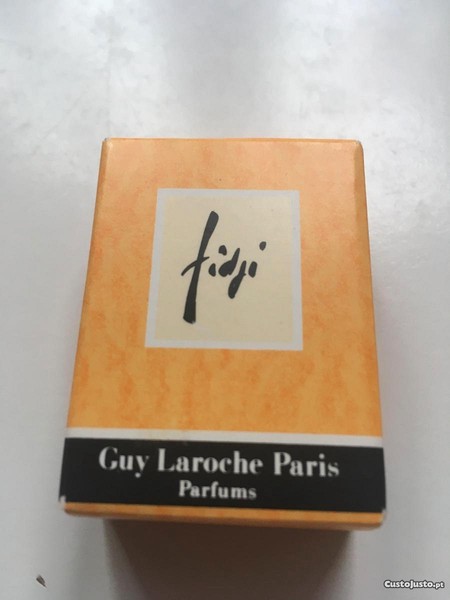 fidji
Guy Laroche Paris
Parfums
CustoJusto.pt